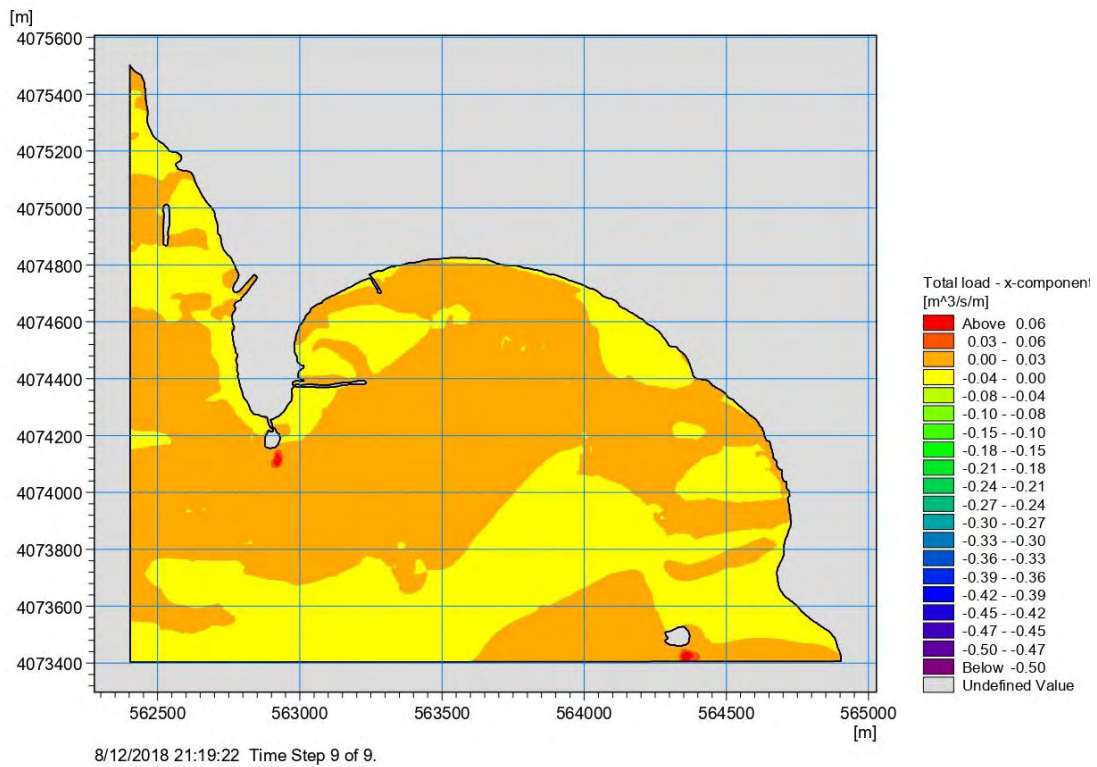 [m]
4075600
4075400
4075200
4075000
4074800
4074600
4074400
4074200
4074000
4073800
4073600
4073400
562500 563000 563500 564000 564500 565000
[m]
8/12/2018 21:19:22 Time Step 9 of 9.
Total load - x-component
[m^3/s/m]
Above 0.06
0.03 - 0.06
0.00 - 0.03
-0.04 - 0.00
-0.08 - -0.04
-0.10 - -0.08
-0.15 - -0.10
-0.18 - -0.15
-0.21 - -0.18
-0.24 - -0.21
-0.27 - -0.24
-0.30 - -0.27
-0.33 - -0.30
-0.36 - -0.33
-0.39 - -0.36
-0.42 - -0.39
-0.45 - -0.42
-0.47 - -0.45
-0.50 - -0.47
Below -0.50
Undefined Value